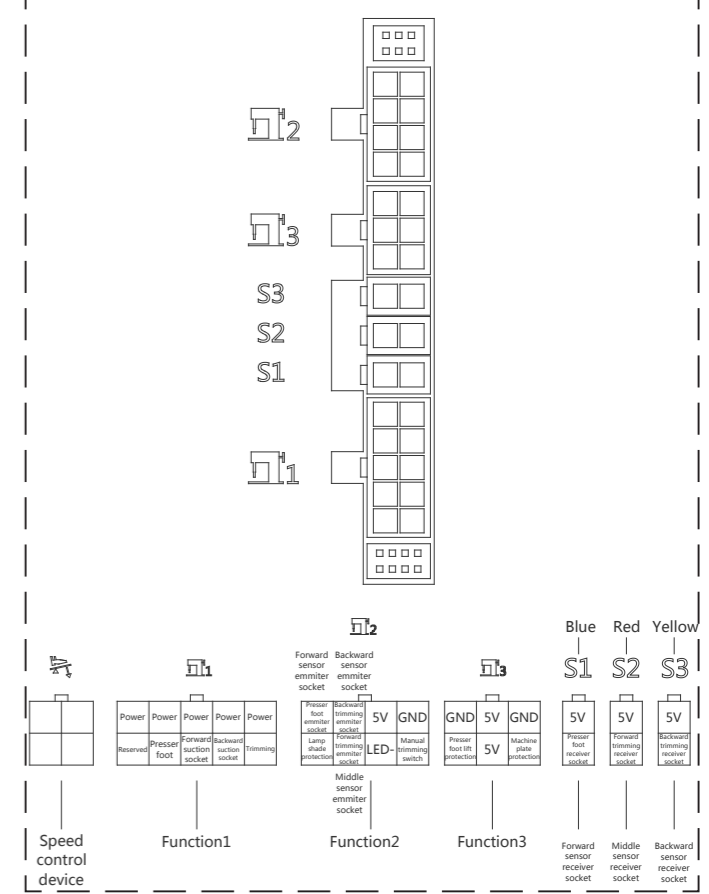 2
3
S3
S2
S1
1
2
Blue Red Yellow
Forward sensor emmiter socket
Backward sensor emmiter socket
1
3
S1 S2 S3
Power Power Power Power Power
Reserved
Presser foot
Forward suction socket
Backward suction socket
Trimming
Presser foot emmiter socket
Backward trimming emmiter socket
5V GND
Lamp shade protection
Forward trimming emmiter socket
LED-
Manual trimming switch
GND 5V GND
Presser foot lift protection
5V
Machine plate protection
5V
Presser foot receiver socket
5V
Forward trimming receiver socket
5V
Backward trimming receiver socket
Middle sensor emmiter socket
Speed
control
device
Function1
Function2
Function3
Forward sensor receiver socket
Middle sensor receiver socket
Backward sensor receiver socket